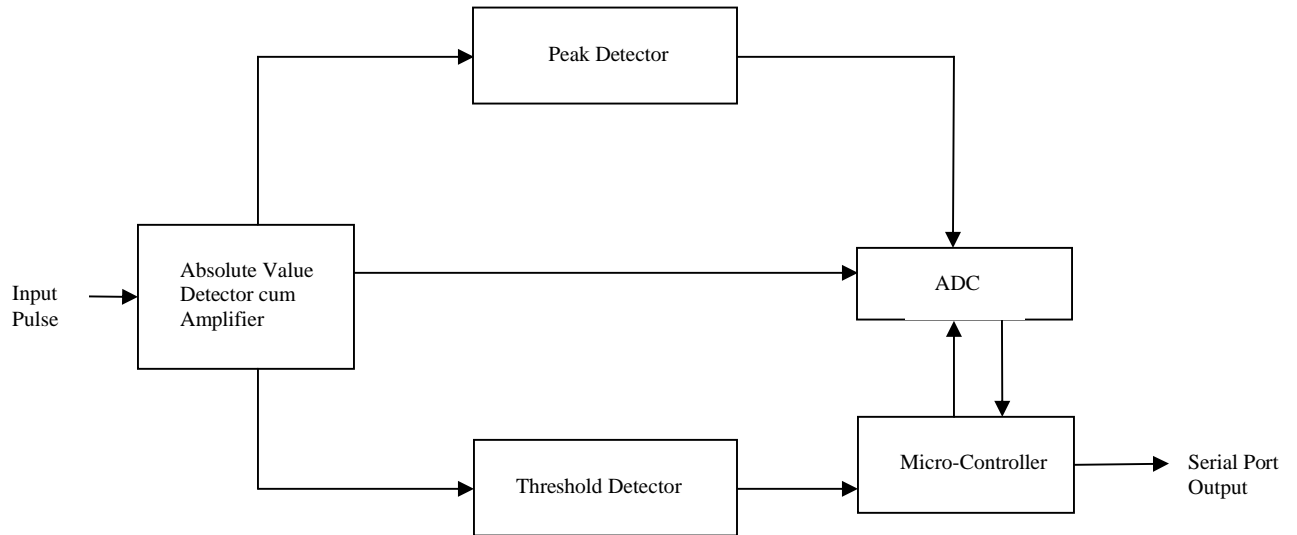 Peak Detector
Absolute Value
Detector cum
Amplifier
Input
Pulse
ADC
Micro-Controller
Threshold Detector
Serial Port
Output